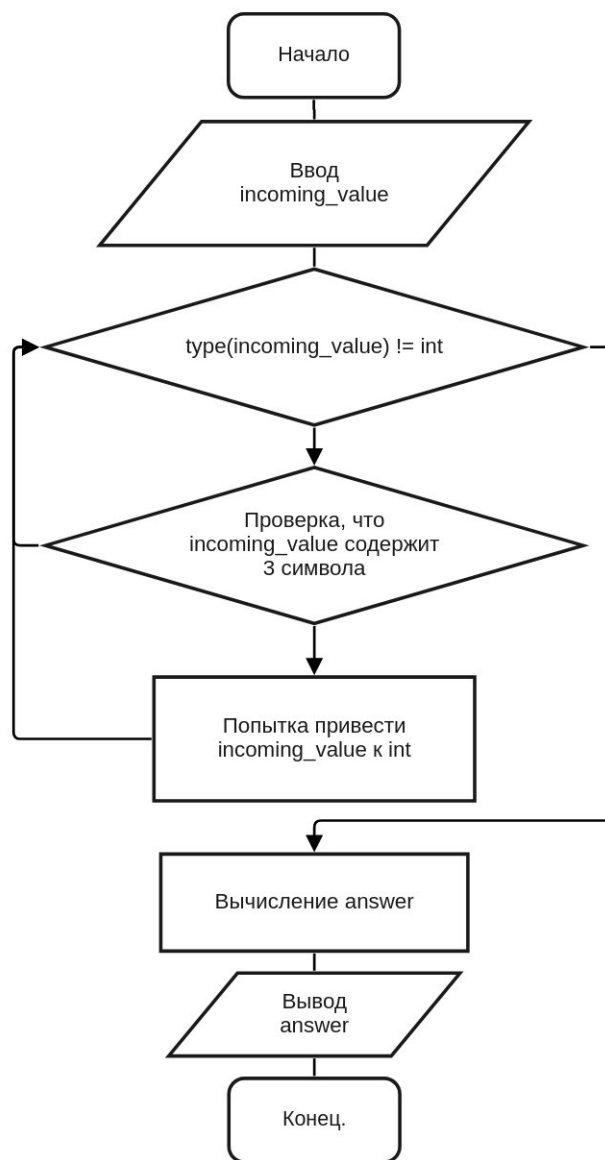 Начало
Ввод
incoming_value
type(incoming_value) != int
Проверка, что
incoming_value содержит
3 символа
Попытка привести
incoming_value к int
Вычисление answer
Вывод
answer
Конец.